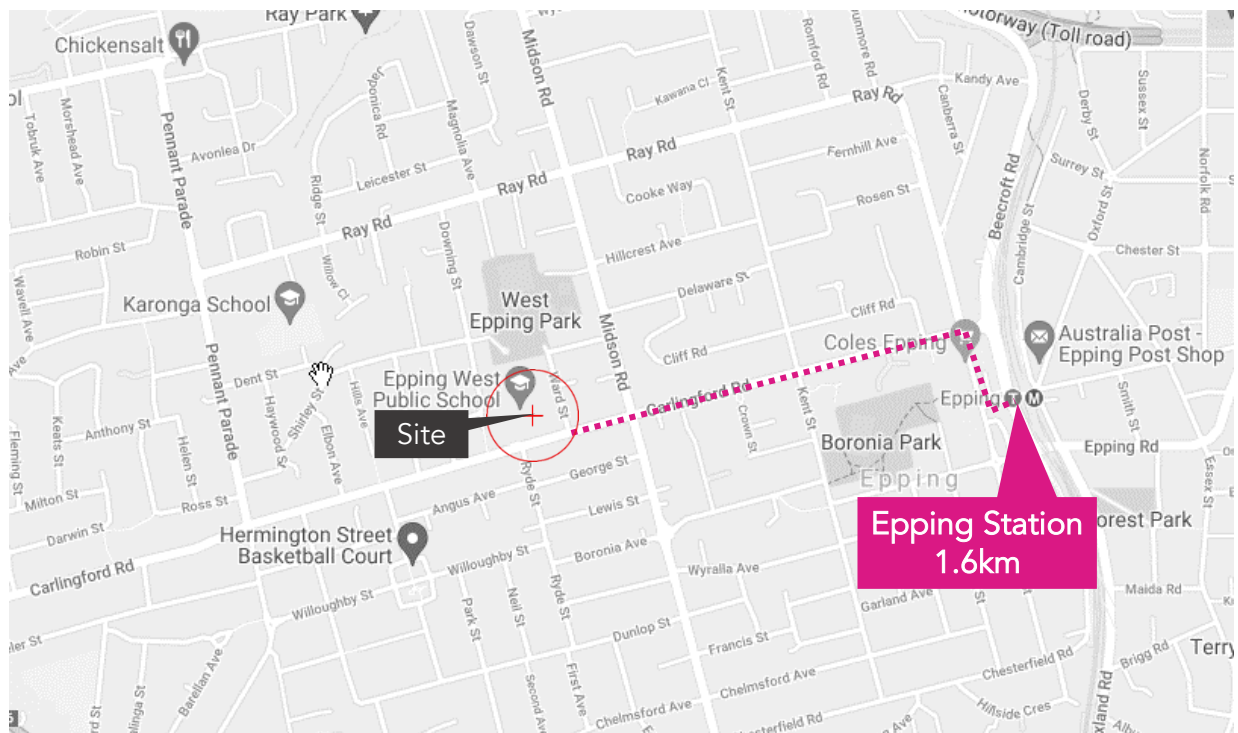 Ray Park
Chickensalt
Midson Rd
Dawson St
Romford Rd
Motorway (Toll road)
Kandy Ave
Kawana Cl
Kent St
Ray Rd
Canberra St
Derby St
Sussex St
Tobruk Ave
Morshead Ave
Pennant Parade
Japonica Rd
Magnolia Ave
Avonlea Dr
Leicester St
Ray Rd
Fernhill Ave
Beecroft Rd
Surrey St
Norfolk Rd
Ridge St
Ray Rd
Cooke Way
Rosen St
Cambridge St
Oxford St
Robin St
Ray Rd
Downing St
Hillcrest Ave
Chester St
Wavell Ave
Willow Cl
Karonga School
West
Epping Park
Delaware St
Cliff Rd
Midson Rd
Coles Epping
Australia Post -
Epping Post Shop
Pennant Parade
Dent St
Cliff Rd
Epping West
Public School
Ward St
Carlingford Rd
Epping
T
M
Hills Ave
Shirley St
Haywood St
Site
Crown St
Kent St
Boronia Park
Smith St
Keats St
Anthony St
Helen St
Elbon Ave
Epping Rd
Fleming St
Ryde St
George St
Epping
Essex St
Milton St
Ross St
Angus Ave
Lewis St
Epping Station
1.6km
Forest Park
Darwin St
Hermington Street
Basketball Court
Willoughby St
Boronia Ave
Carlingford Rd
Wyralla Ave
Maida Rd
Willoughby St
Park St
Neil St
Ryde St
Garland Ave
Dunlop St
Francis St
Terry
Barellan Ave
First Ave
Second Ave
Chelmsford Ave
Chesterfield Rd
Brigg Rd
Chelmsford Ave
Hillside Cres